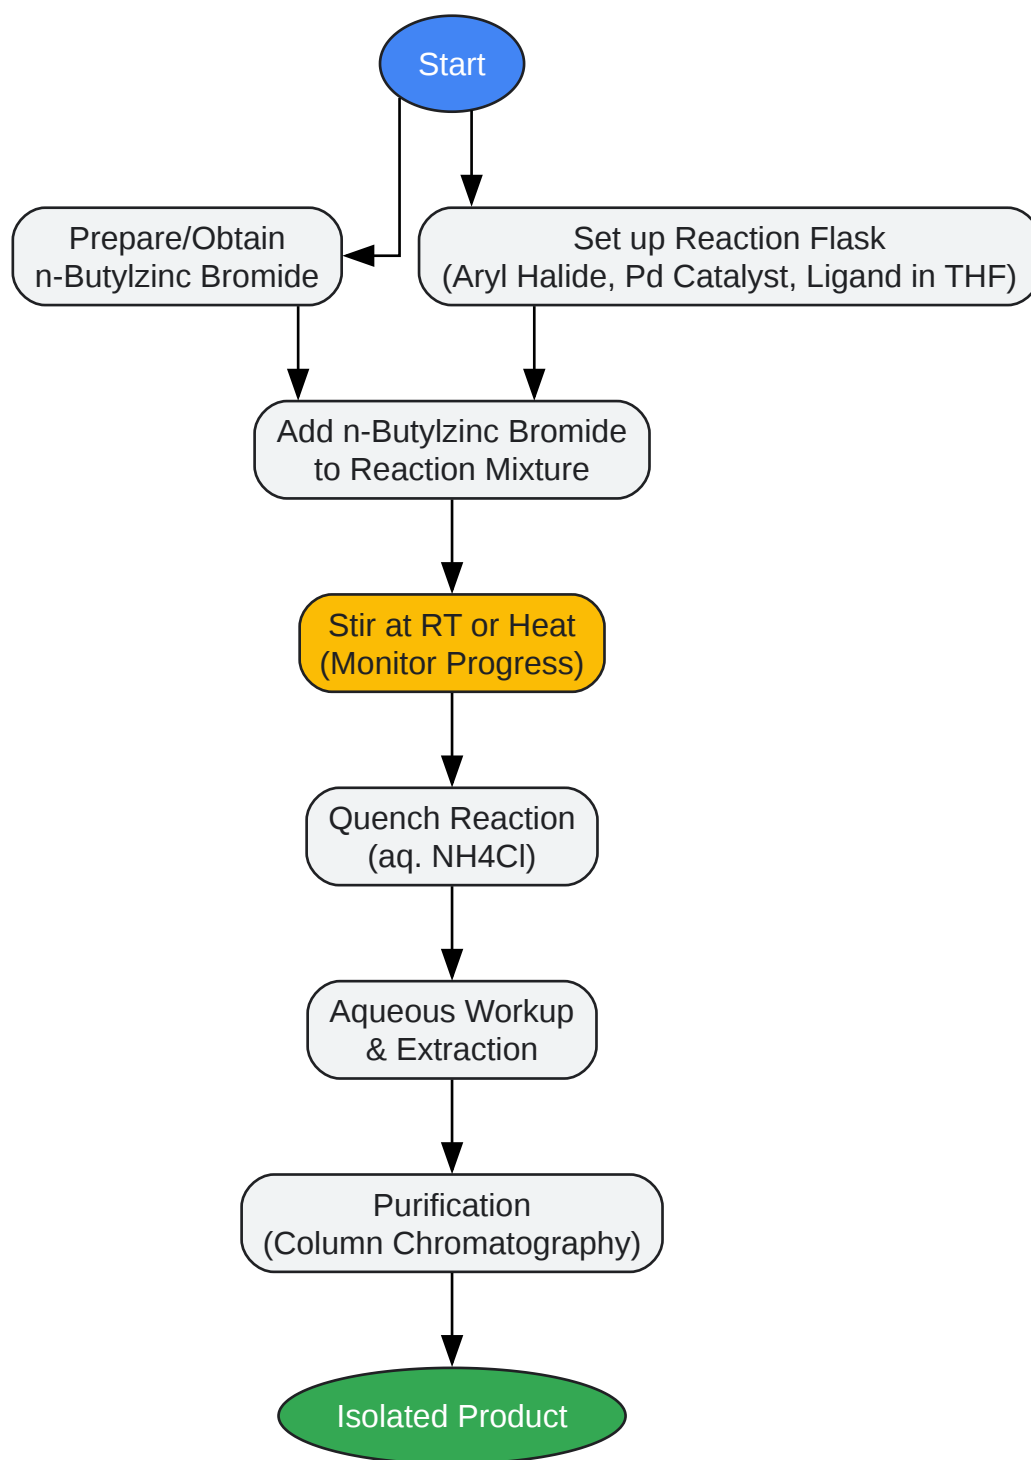 Start
Prepare/Obtain
n-Butylzinc Bromide
Set up Reaction Flask
(Aryl Halide, Pd Catalyst, Ligand in THF)
Add n-Butylzinc Bromide
to Reaction Mixture
Stir at RT or Heat
(Monitor Progress)
Quench Reaction
(aq. NH4Cl)
Aqueous Workup
& Extraction
Purification
(Column Chromatography)
Isolated Product